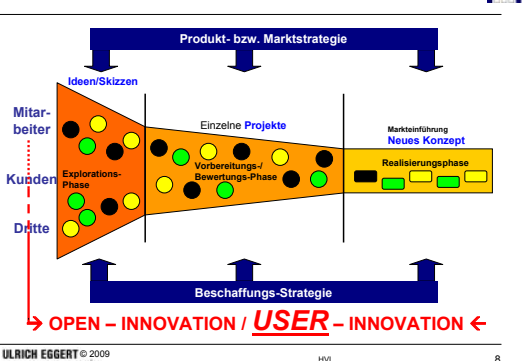 Produkt- bzw. Marktstrategie
Ideen/Skizzen
Mitar-
beiter
Einzelne Projekte
Markteinführung
Neues Konzept
Vorbereitungs-/
Bewertungs-Phase
Realisierungsphase
Kunden
Explorations-
Phase
Dritte
Beschaffungs-Strategie
→ OPEN – INNOVATION / USER – INNOVATION ←
ULRICH EGGERT © 2009
8